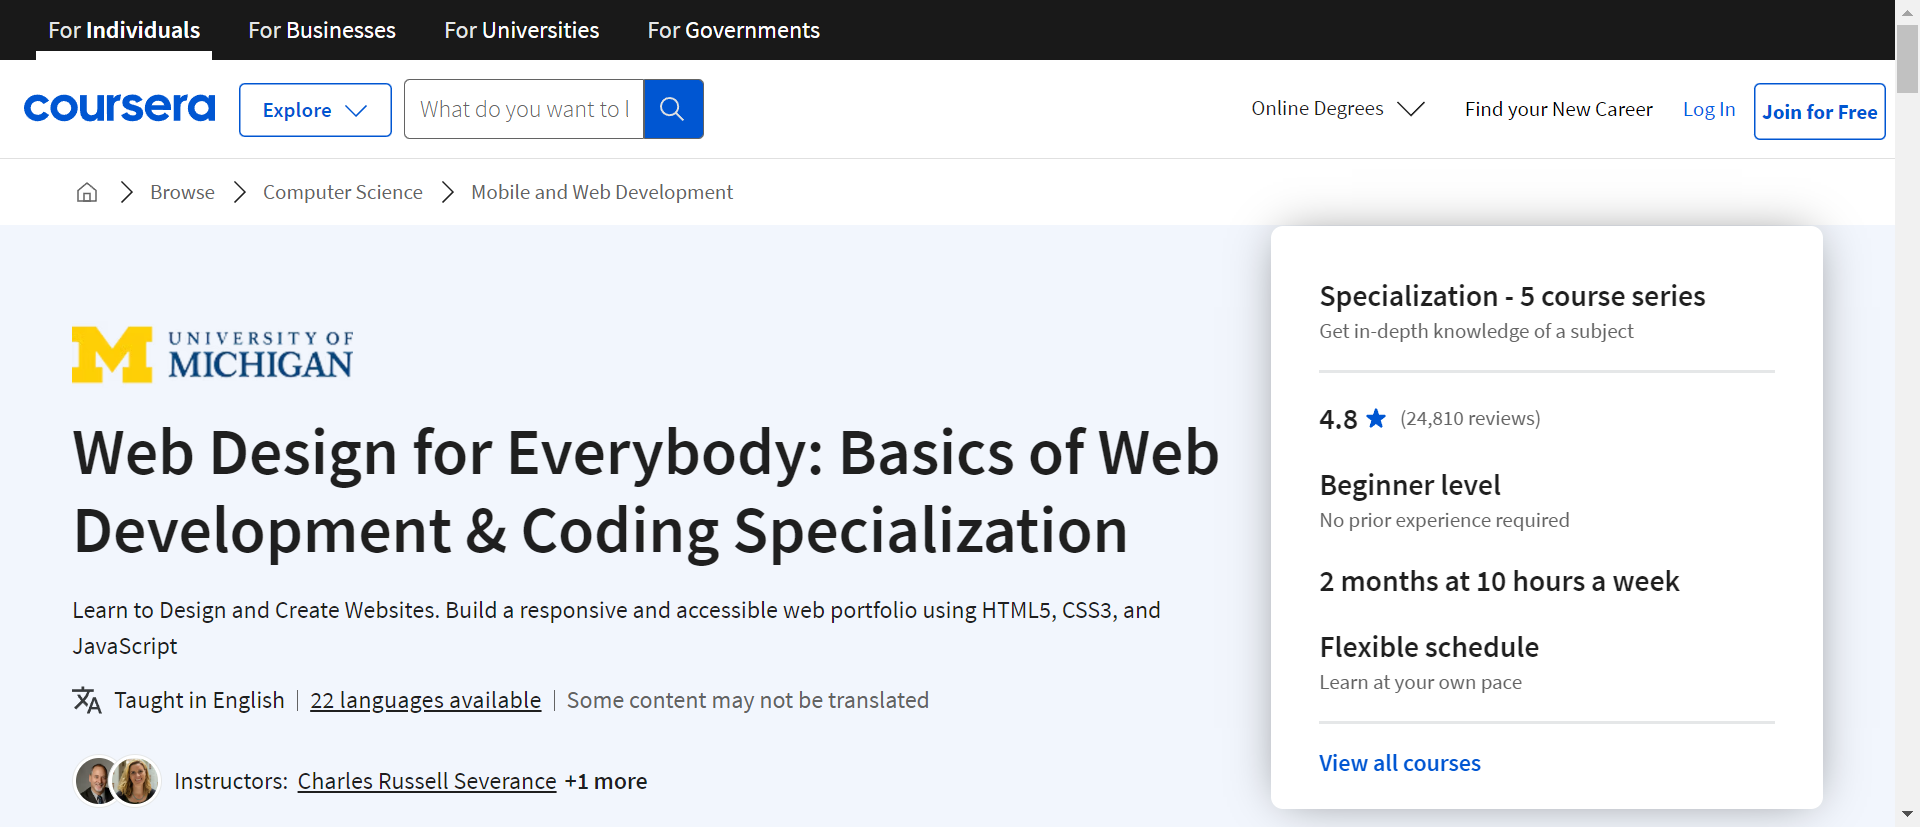 For Individuals For Businesses For Universities For Governments
coursera Explore What do you want to l Online Degrees Find your New Career Log In Join for Free
Browse Computer Science Mobile and Web Development
UNIVERSITY OF
MICHIGAN
Web Design for Everybody: Basics of Web
Development & Coding Specialization
Learn to Design and Create Websites. Build a responsive and accessible web portfolio using HTML5, CSS3, and
JavaScript
Taught in English 22 languages available Some content may not be translated
Instructors: Charles Russell Severance +1 more
Specialization - 5 course series
Get in-depth knowledge of a subject
4.8 (24,810 reviews)
Beginner level
No prior experience required
2 months at 10 hours a week
Flexible schedule
Learn at your own pace
View all courses